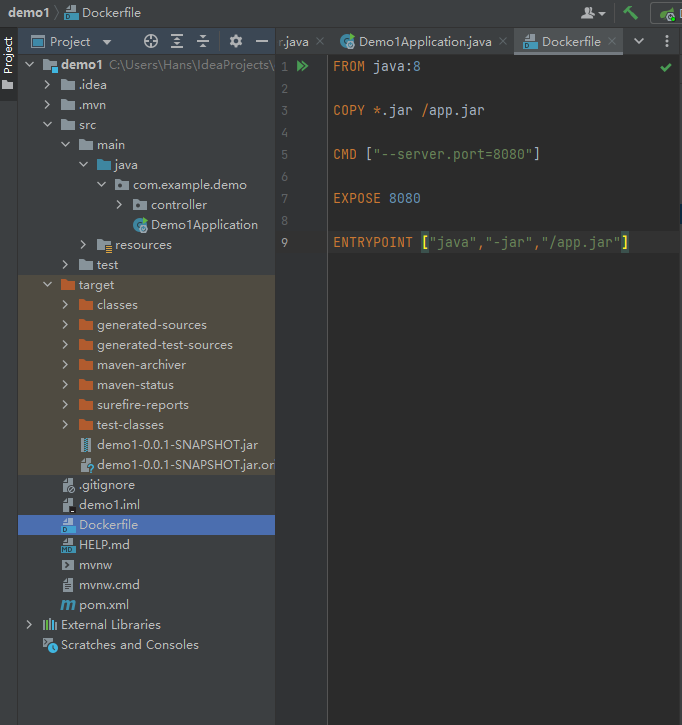 demo1 Dockerfile
Project
Project
r.java
Demo1Application.java
Dockerfile
demo1 C:\Users\Hans\IdeaProjects\
.idea
.mvn
src
main
java
com.example.demo
controller
Demo1Application
resources
test
target
classes
generated-sources
generated-test-sources
maven-archiver
maven-status
surefire-reports
test-classes
demo1-0.0.1-SNAPSHOT.jar
demo1-0.0.1-SNAPSHOT.jar.or
.gitignore
demo1.iml
Dockerfile
HELP.md
mvnw
mvnw.cmd
pom.xml
External Libraries
Scratches and Consoles
1 FROM java:8
2
3 COPY *.jar /app.jar
4
5 CMD ["--server.port=8080"]
6
7 EXPOSE 8080
8
9 ENTRYPOINT ["java","-jar","/app.jar"]